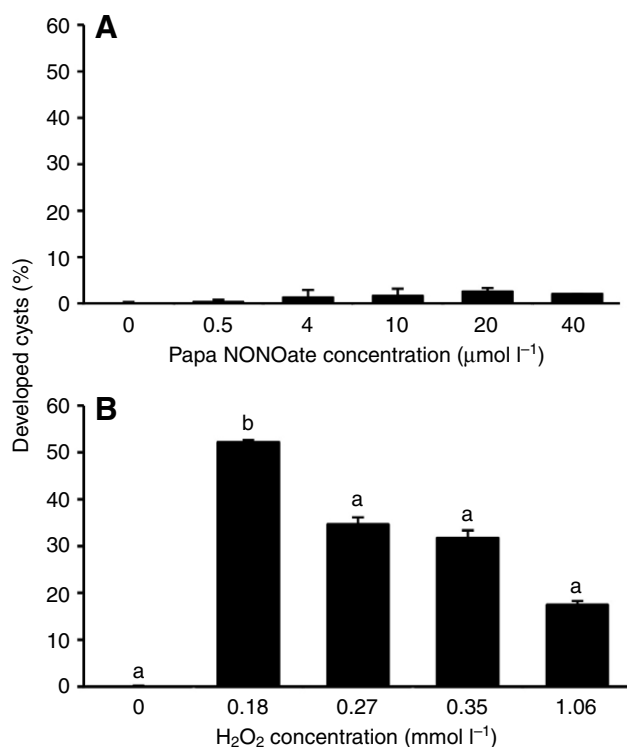 A
60
50
40
30
20
10
0
0 0.5 4 10 20 40
Papa NONOate concentration (μmol l⁻¹)
Developed cysts (%)
B
60
50
40
30
20
10
0
a b a a a
0 0.18 0.27 0.35 1.06
H₂O₂ concentration (mmol l⁻¹)